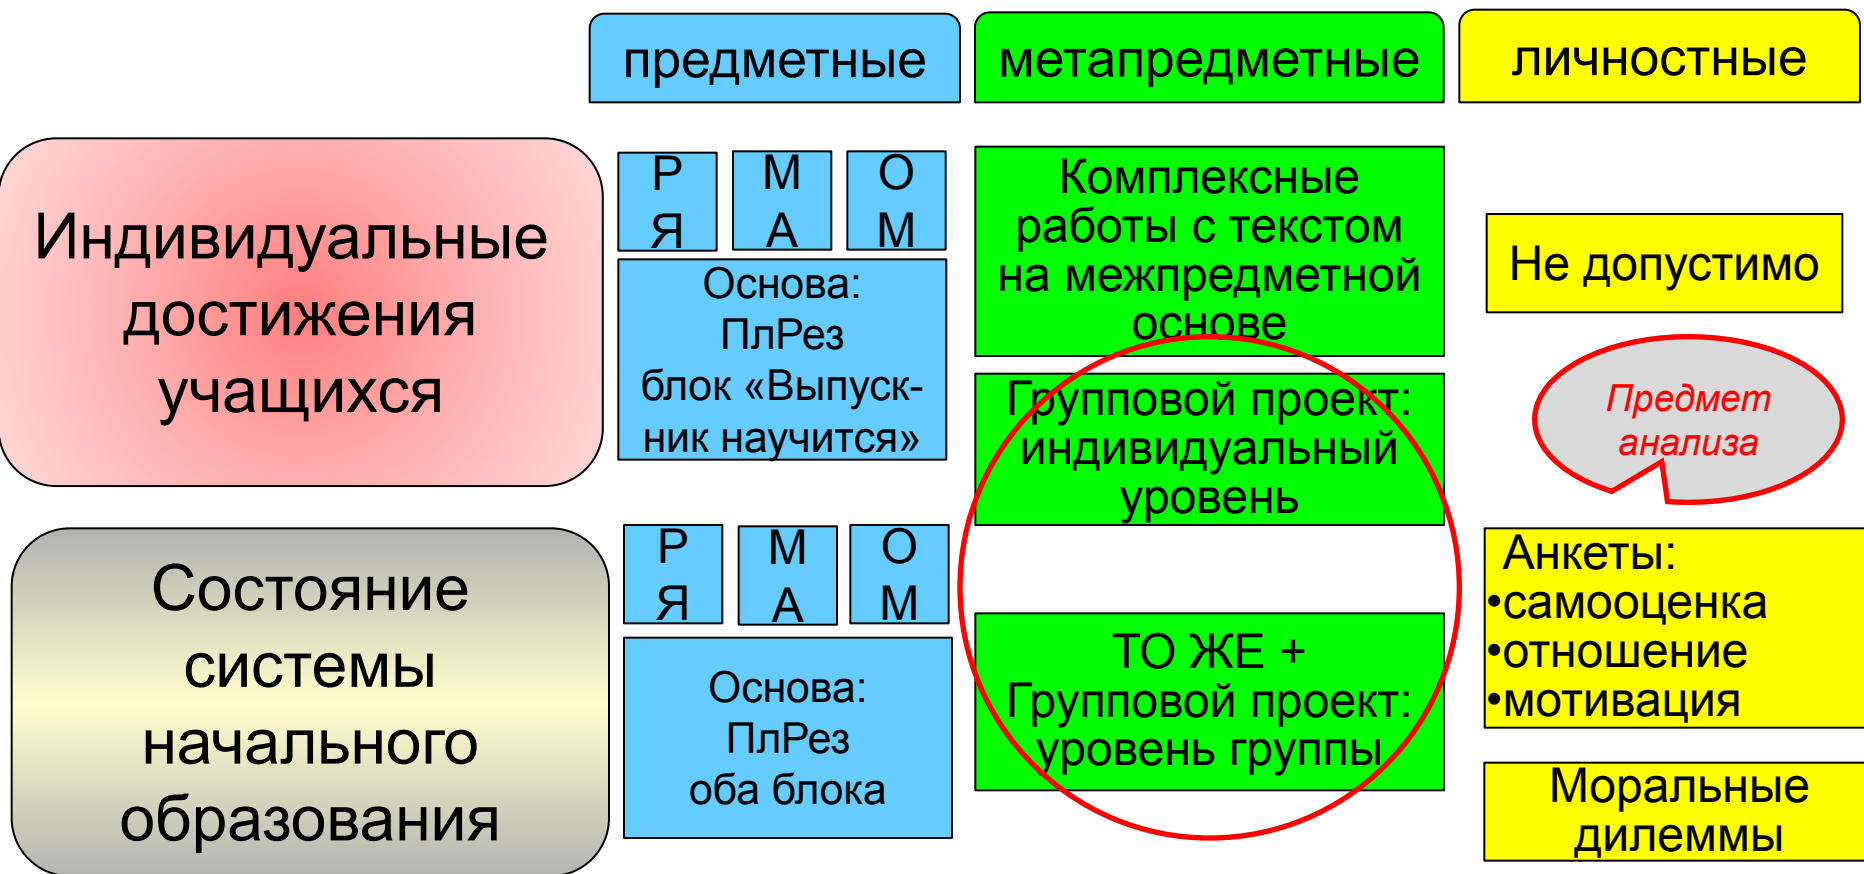 предметные
метапредметные
личностные
Индивидуальные
достижения
учащихся
Р
Я
М
А
О
М
Основа:
ПлРез
блок «Выпуск-
ник научится»
Комплексные
работы с текстом
на межпредметной
основе
Групповой проект:
индивидуальный
уровень
Не допустимо
Предмет
анализа
Состояние
системы
начального
образования
Р
Я
М
А
О
М
Основа:
ПлРез
оба блока
ТО ЖЕ +
Групповой проект:
уровень группы
Анкеты:
•самооценка
•отношение
•мотивация
Моральные
дилеммы